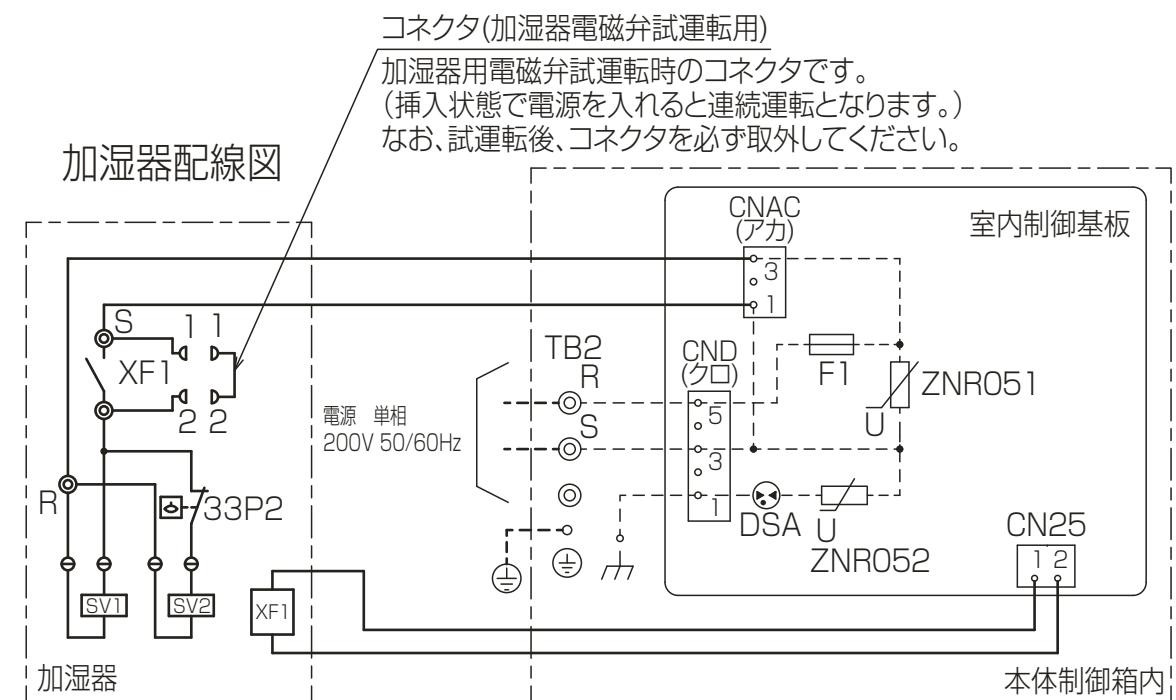 コネクタ(加湿器電磁弁試運転用)
加湿器用電磁弁試運転時のコネクタです。
(挿入状態で電源を入れると連続運転となります。)
なお、試運転後、コネクタを必ず取外してください。
加湿器配線図
CNAC
(アカ)
3
1
室内制御基板
S
1 1
XF1
2 2
R
33P2
SV1
SV2
XF1
加湿器
電源 単相
200V 50/60Hz
TB2
R
S
CND
(クロ)
5
3
1
F1
ZNR051
U
DSA
U
ZNR052
CN25
1 2
本体制御箱内